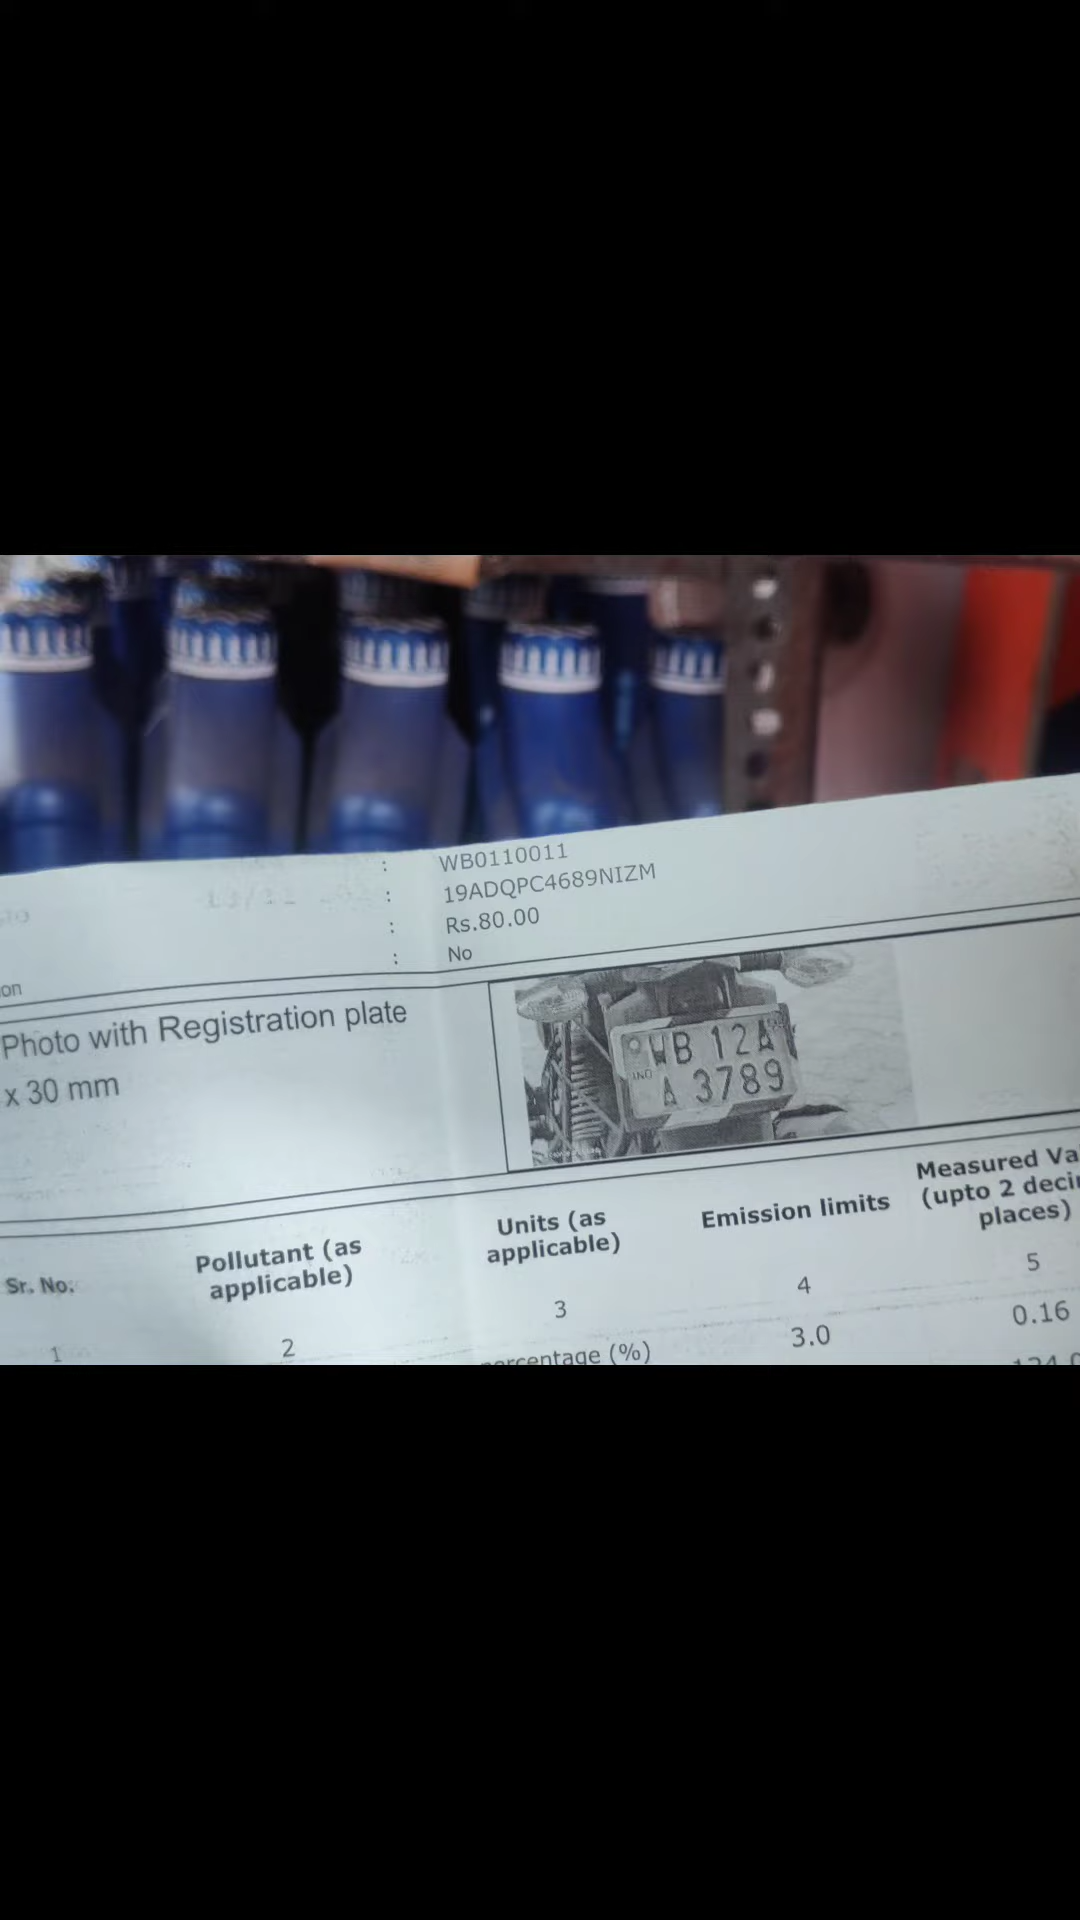 : WB0110011
: 19ADQPC4689NIZM
: Rs.80.00
: No
on
Photo with Registration plate
x 30 mm
WB 12A
IND
A 3789
Sr. No.
Pollutant (as
applicable)
Units (as
applicable)
Emission limits
Measured Va
(upto 2 deci
places)
1
2
3
4
5
ercentage (%)
3.0
0.16